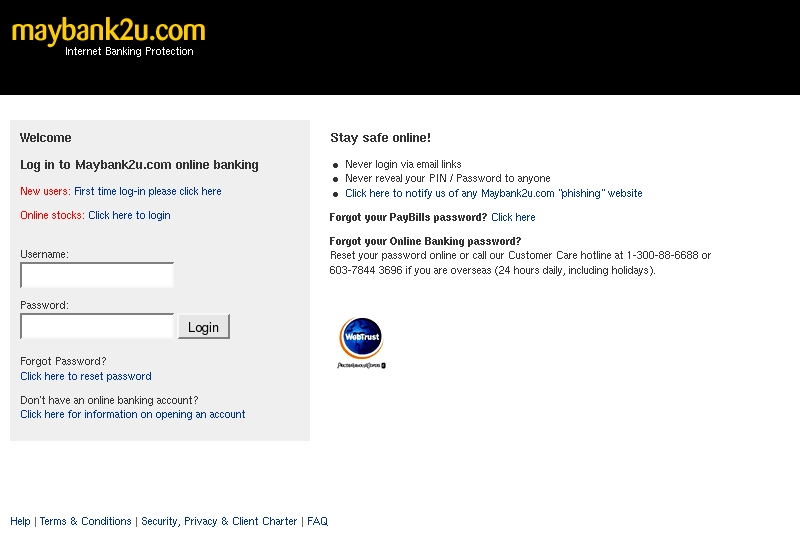 maybank2u.com
Internet Banking Protection
Welcome
Log in to Maybank2u.com online banking
New users: First time log-in please click here
Online stocks: Click here to login
Username:
Password:
Login
Forgot Password?
Click here to reset password
Don't have an online banking account?
Click here for information on opening an account
Stay safe online!
Never login via email links
Never reveal your PIN / Password to anyone
Click here to notify us of any Maybank2u.com "phishing" website
Forgot your PayBills password? Click here
Forgot your Online Banking password?
Reset your password online or call our Customer Care hotline at 1-300-88-6688 or
603-7844 3696 if you are overseas (24 hours daily, including holidays).
WebTrust
Help | Terms & Conditions | Security, Privacy & Client Charter | FAQ